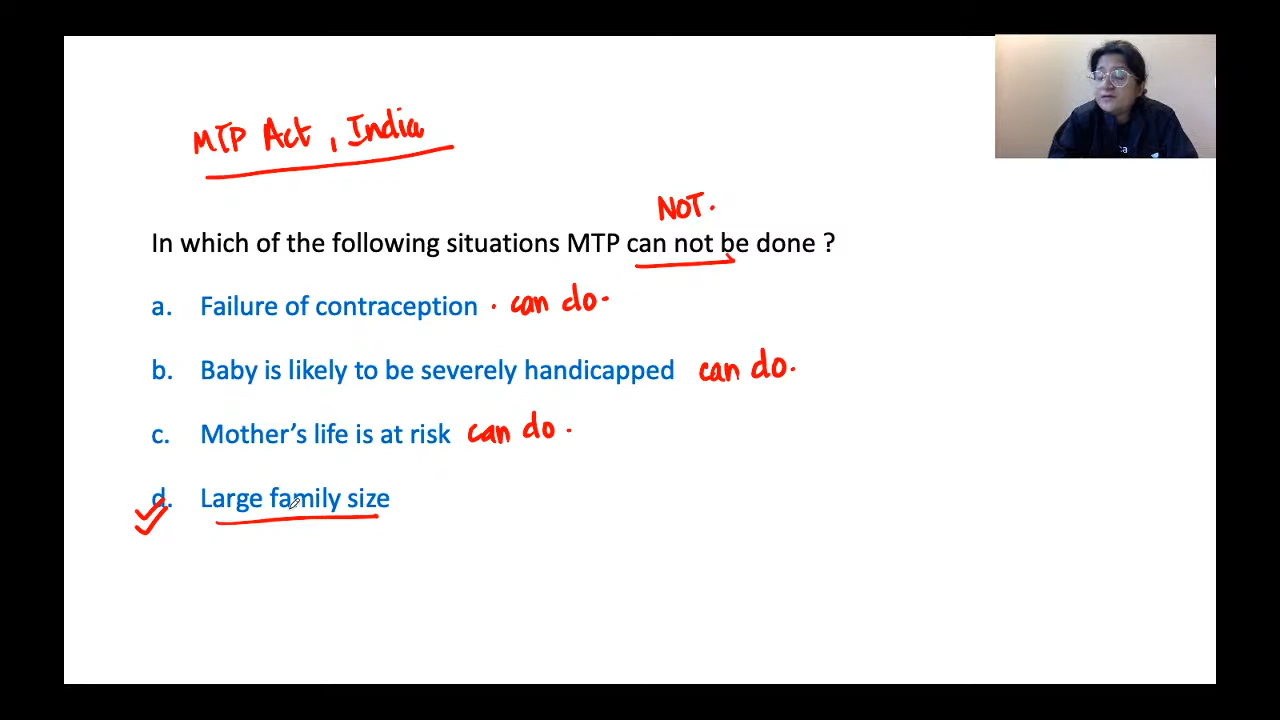 MTP Act, India
NOT.
In which of the following situations MTP can not be done ?
a. Failure of contraception . can do.
b. Baby is likely to be severely handicapped can do.
c. Mother's life is at risk can do.
d. Large family size